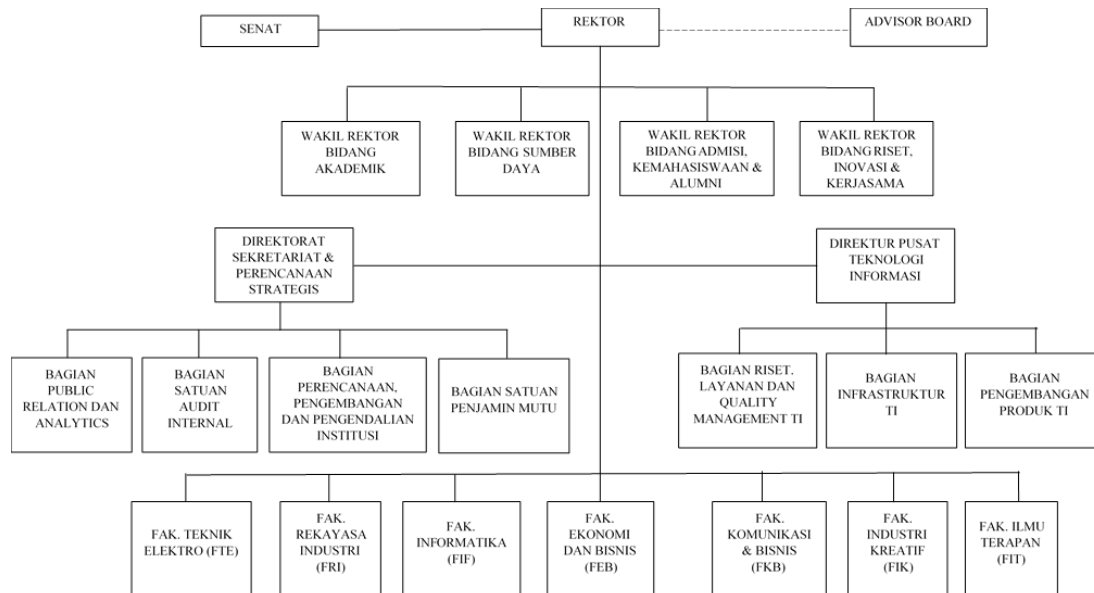 SENAT
REKTOR
ADVISOR BOARD
WAKIL REKTOR
BIDANG
AKADEMIK
WAKIL REKTOR
BIDANG SUMBER
DAYA
WAKIL REKTOR
BIDANG ADMISI,
KEMAHASISWAAN &
ALUMNI
WAKIL REKTOR
BIDANG RISET,
INOVASI &
KERJASAMA
DIREKTORAT
SEKRETARIAT &
PERENCANAAN
STRATEGIS
DIREKTUR PUSAT
TEKNOLOGI
INFORMASI
BAGIAN
PUBLIC
RELATION DAN
ANALYTICS
BAGIAN
SATUAN
AUDIT
INTERNAL
BAGIAN
PERENCANAAN,
PENGEMBANGAN
DAN PENGENDALIAN
INSTITUSI
BAGIAN SATUAN
PENJAMIN MUTU
BAGIAN RISET.
LAYANAN DAN
QUALITY
MANAGEMENT TI
BAGIAN
INFRASTRUKTUR
TI
BAGIAN
PENGEMBANGAN
PRODUK TI
FAK. TEKNIK
ELEKTRO (FTE)
FAK.
REKAYASA
INDUSTRI
(FRI)
FAK.
INFORMATIKA
(FIF)
FAK.
EKONOMI
DAN BISNIS
(FEB)
FAK.
KOMUNIKASI
& BISNIS
(FKB)
FAK.
INDUSTRI
KREATIF
(FIK)
FAK. ILMU
TERAPAN
(FIT)